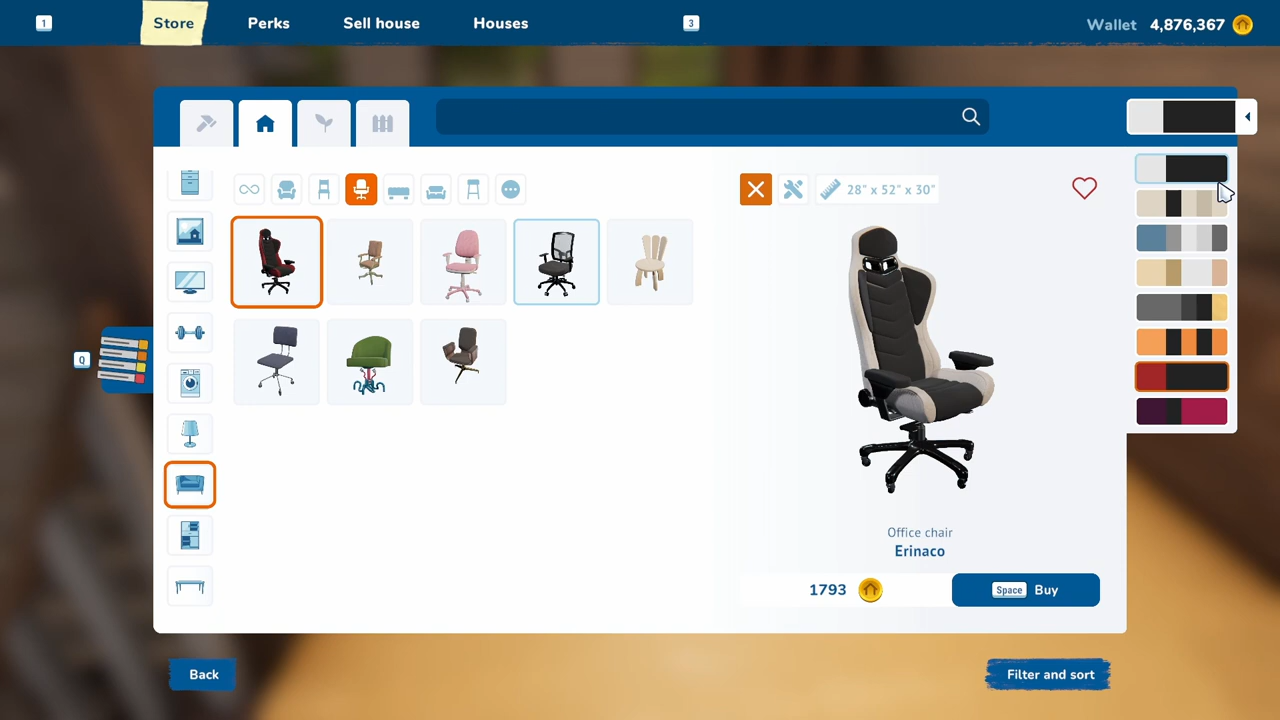 1
Store
Perks
Sell house
Houses
3
Wallet 4,876,367
28" x 52" x 30"
Q
Office chair
Erinaco
1793
Space Buy
Back
Filter and sort